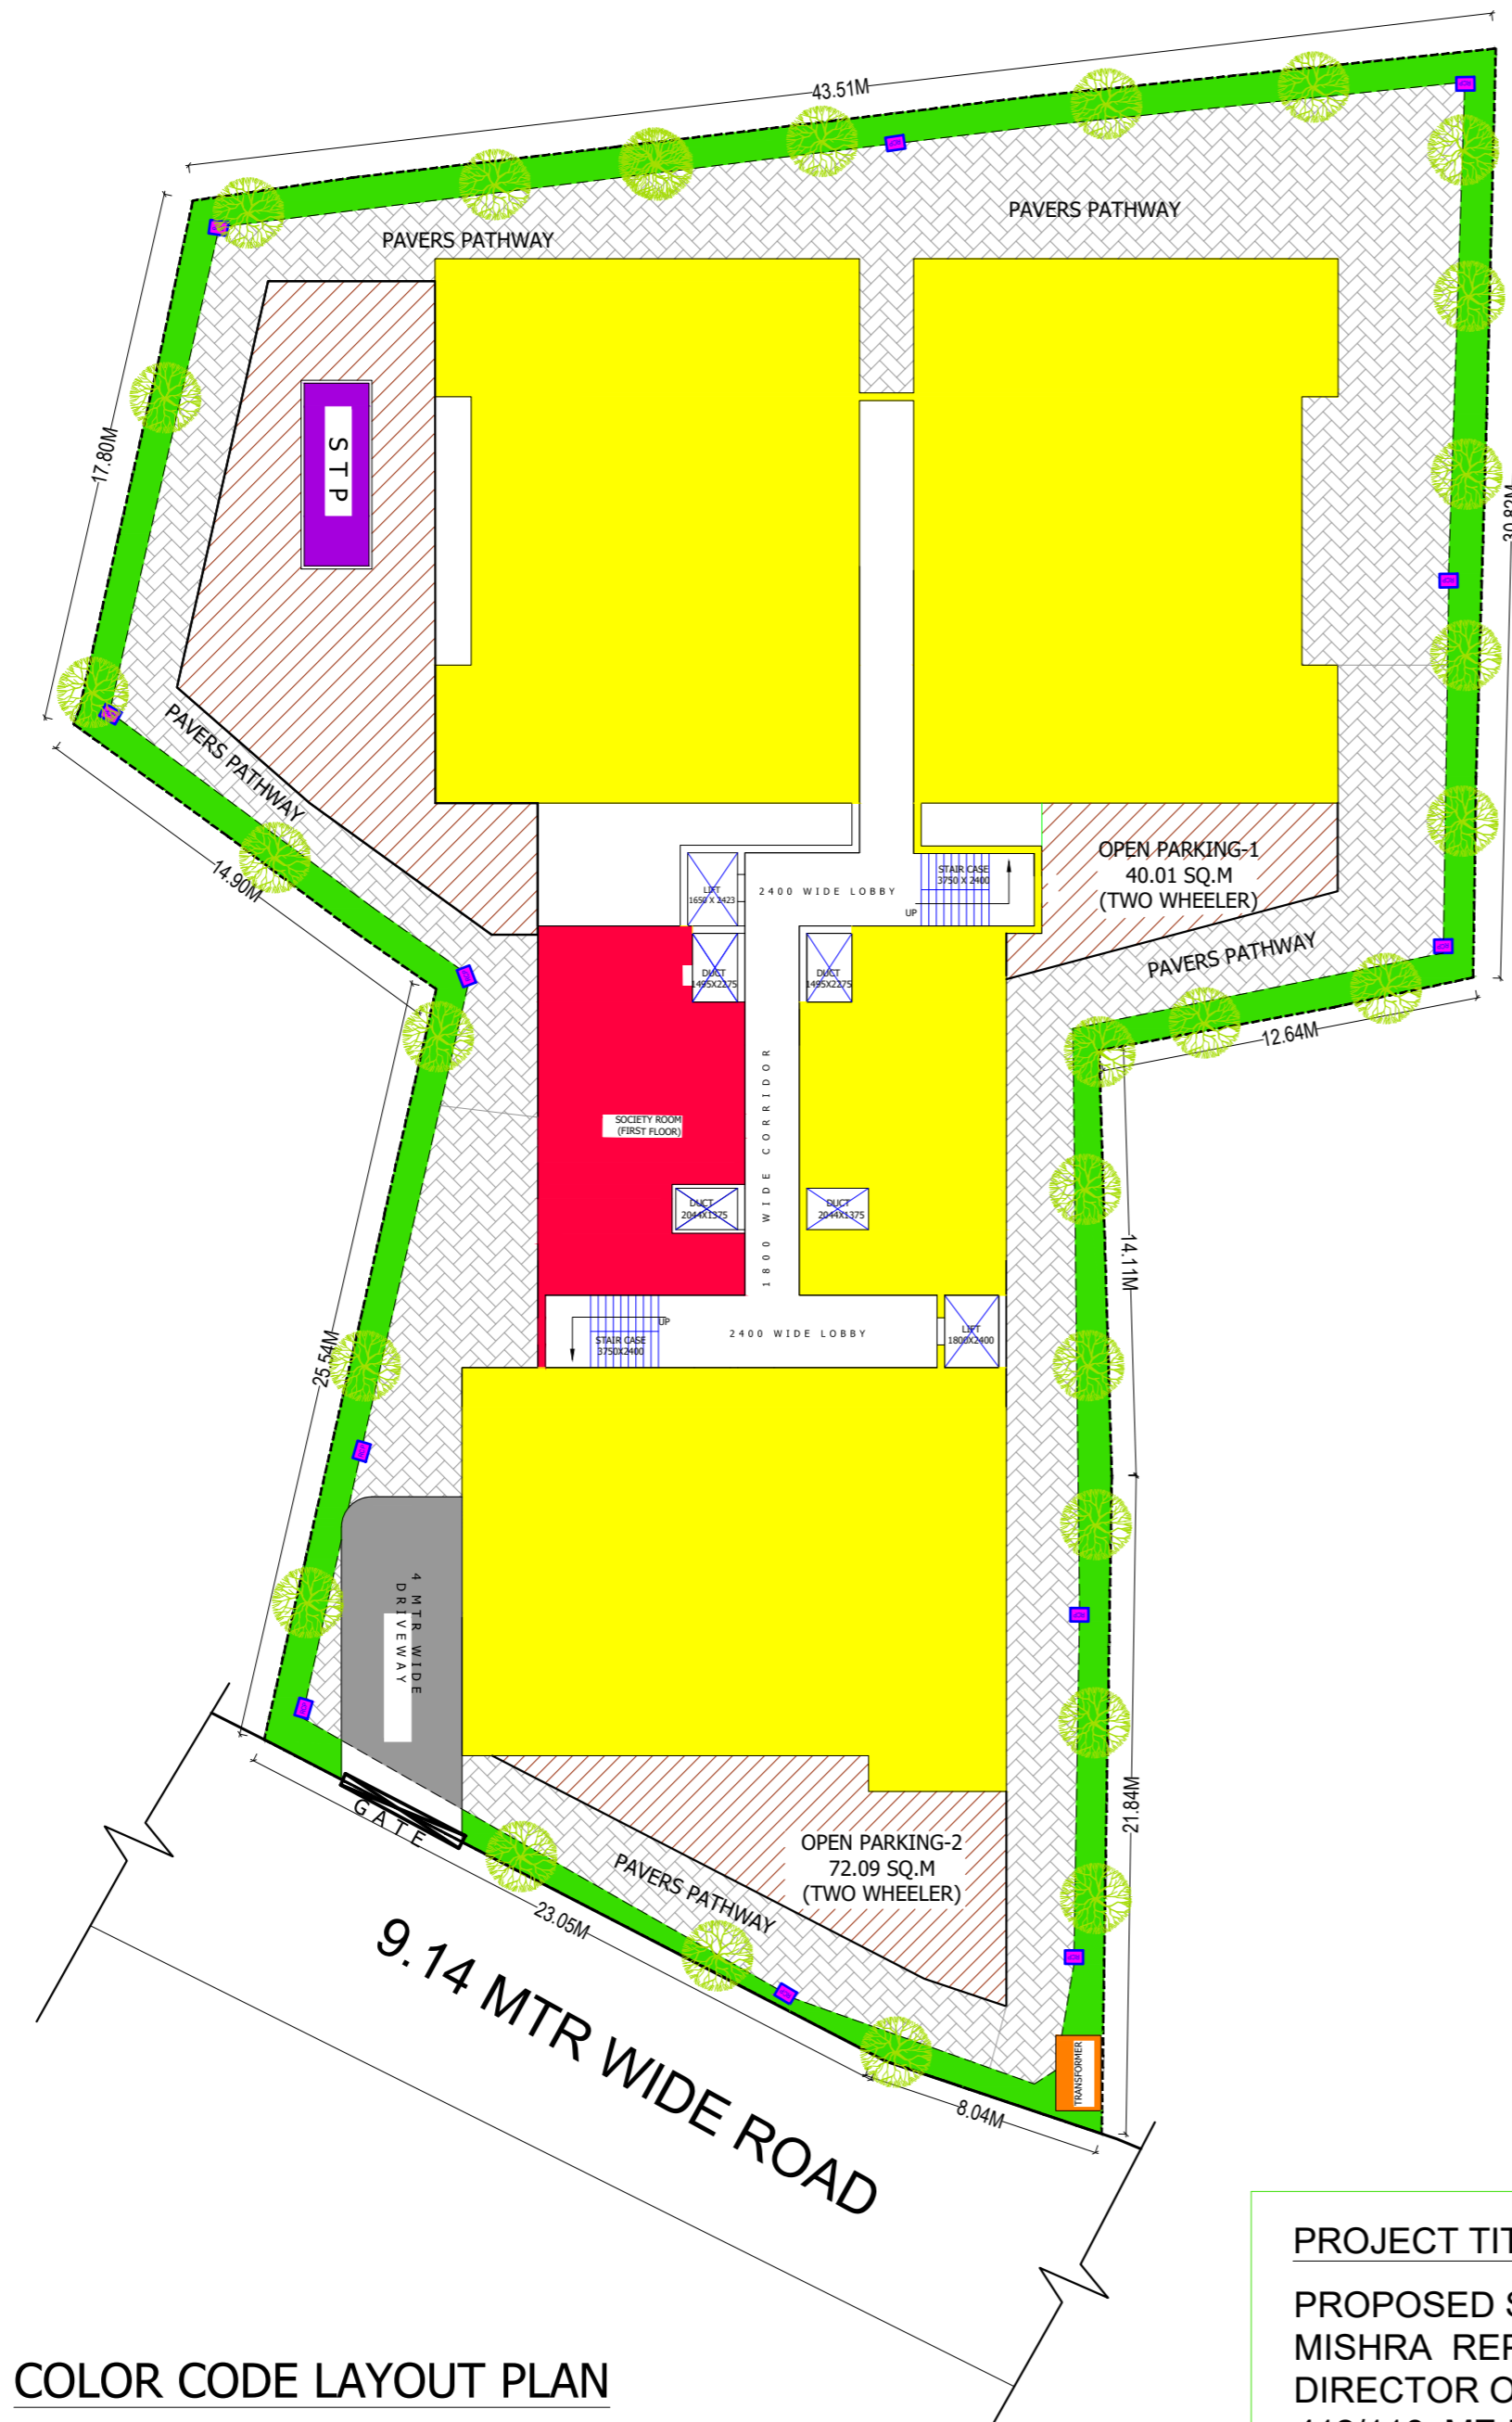 43.51M
PAVERS PATHWAY
PAVERS PATHWAY
17.80M
STP
30.82M
PAVERS PATHWAY
14.90M
OPEN PARKING-1
40.01 SQ.M
(TWO WHEELER)
LIFT
1650 X 2423
2400 WIDE LOBBY
STAIR CASE
3750 X 2400
UP
PAVERS PATHWAY
DUCT
1495X2275
DUCT
1495X2275
12.64M
SOCIETY ROOM
(FIRST FLOOR)
1800 WIDE CORRIDOR
DUCT
2044X1375
DUCT
2044X1375
14.11M
25.54M
UP
STAIR CASE
3750X2400
2400 WIDE LOBBY
LIFT
1800X2400
4 MTR WIDE
DRIVEWAY
21.84M
GATE
OPEN PARKING-2
72.09 SQ.M
(TWO WHEELER)
PAVERS PATHWAY
23.05M
9.14 MTR WIDE ROAD
TRANSFORMER
8.04M
PROJECT TIT
PROPOSED S
MISHRA REP
DIRECTOR O
COLOR CODE LAYOUT PLAN